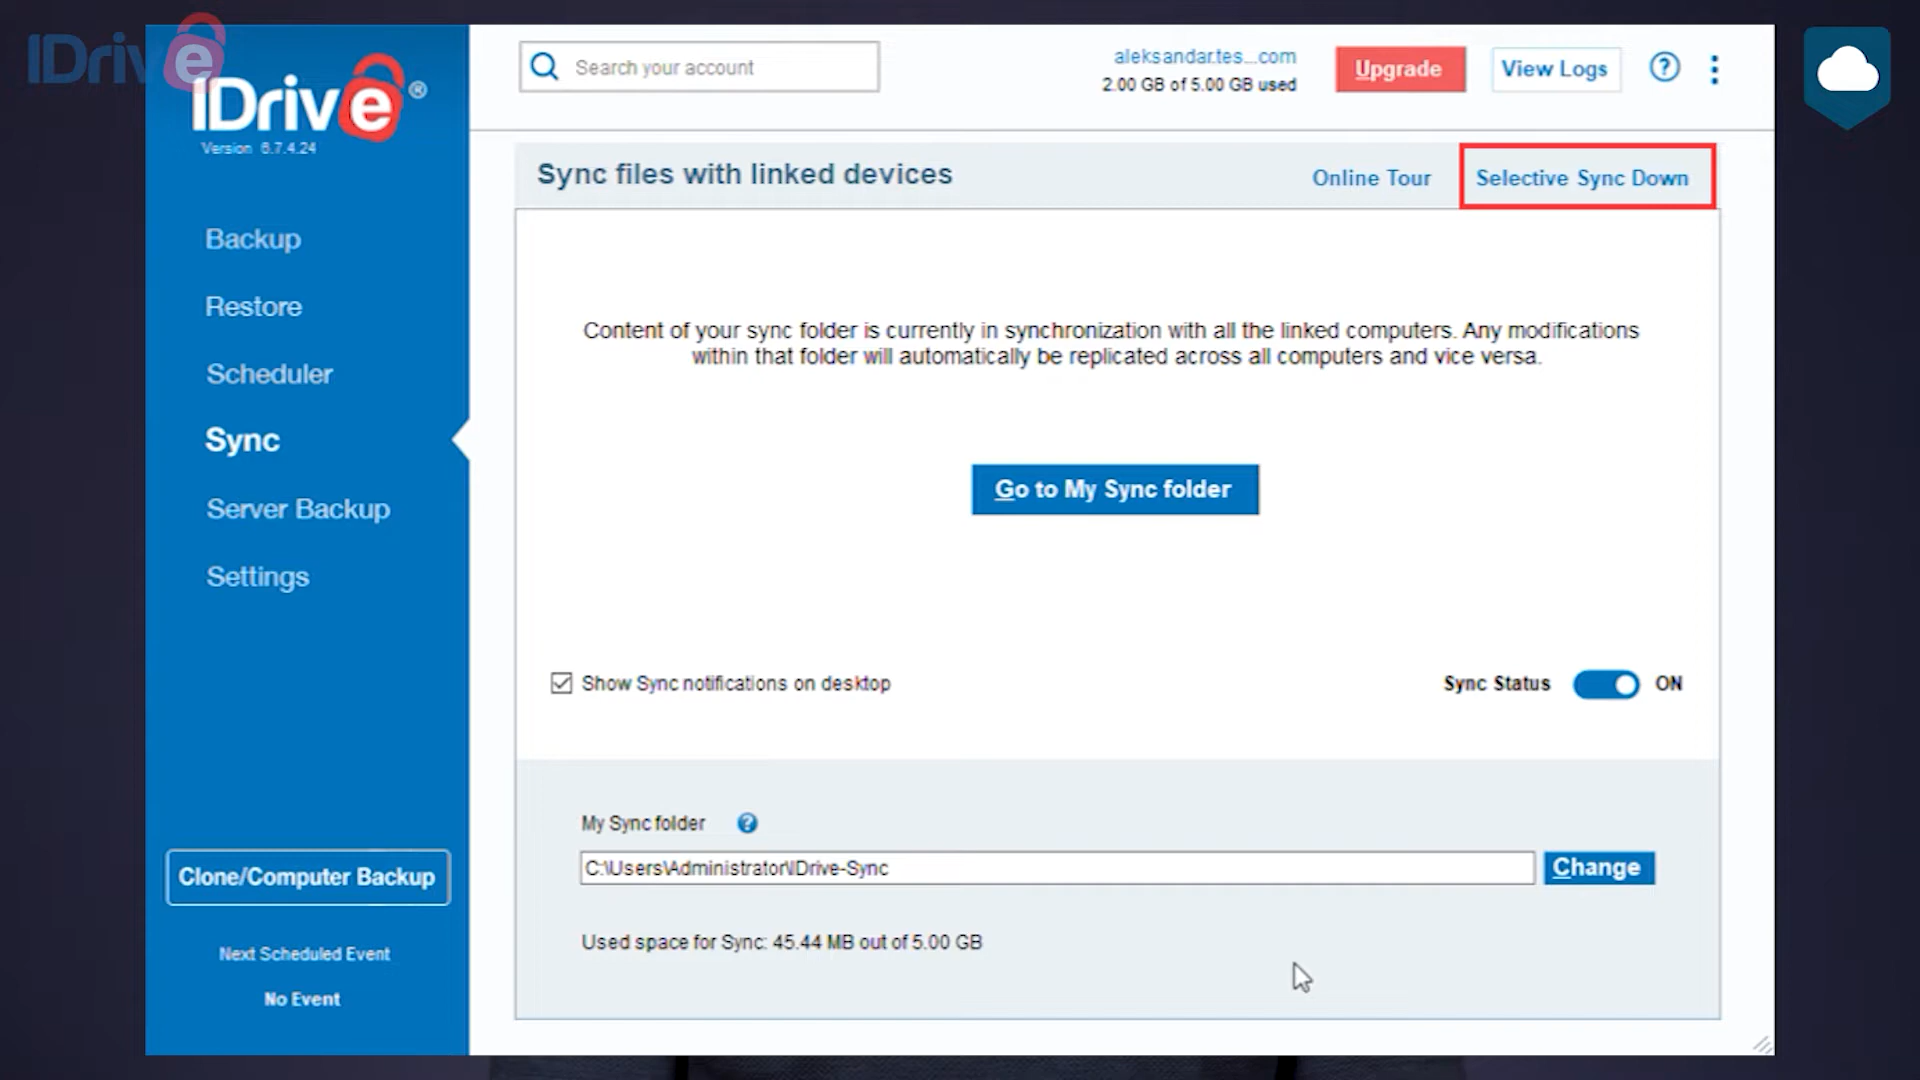 IDrive
IDrive®
Version 6.7.4.24
Backup
Restore
Scheduler
Sync
Server Backup
Settings
Clone/Computer Backup
Next Scheduled Event
No Event
Search your account
aleksandar.tes...com
2.00 GB of 5.00 GB used
Upgrade
View Logs
?
Sync files with linked devices
Online Tour
Selective Sync Down
Content of your sync folder is currently in synchronization with all the linked computers. Any modifications
within that folder will automatically be replicated across all computers and vice versa.
Go to My Sync folder
Show Sync notifications on desktop
Sync Status ON
My Sync folder ?
C:\Users\Administrator\IDrive-Sync
Change
Used space for Sync: 45.44 MB out of 5.00 GB